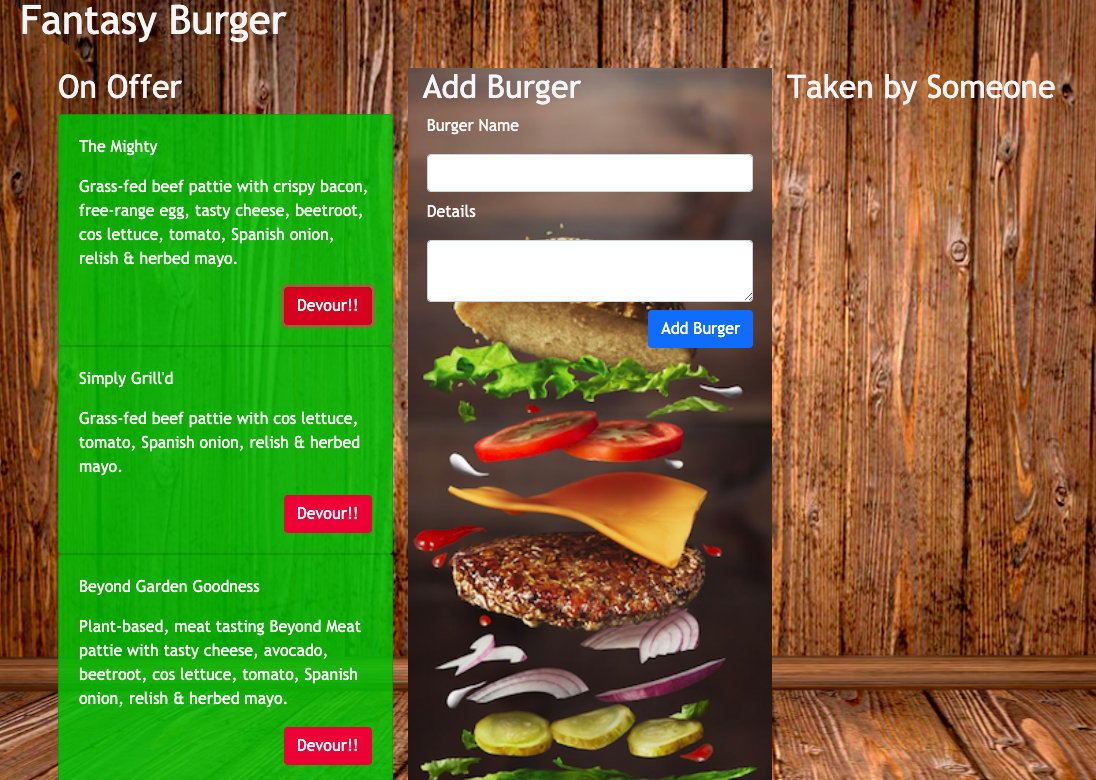 Fantasy Burger
On Offer
The Mighty
Grass-fed beef pattie with crispy bacon,
free-range egg, tasty cheese, beetroot,
cos lettuce, tomato, Spanish onion,
relish & herbed mayo.
Devour!!
Simply Grill'd
Grass-fed beef pattie with cos lettuce,
tomato, Spanish onion, relish & herbed
mayo.
Devour!!
Beyond Garden Goodness
Plant-based, meat tasting Beyond Meat
pattie with tasty cheese, avocado,
beetroot, cos lettuce, tomato, Spanish
onion, relish & herbed mayo.
Devour!!
Add Burger
Burger Name
Details
Add Burger
Taken by Someone